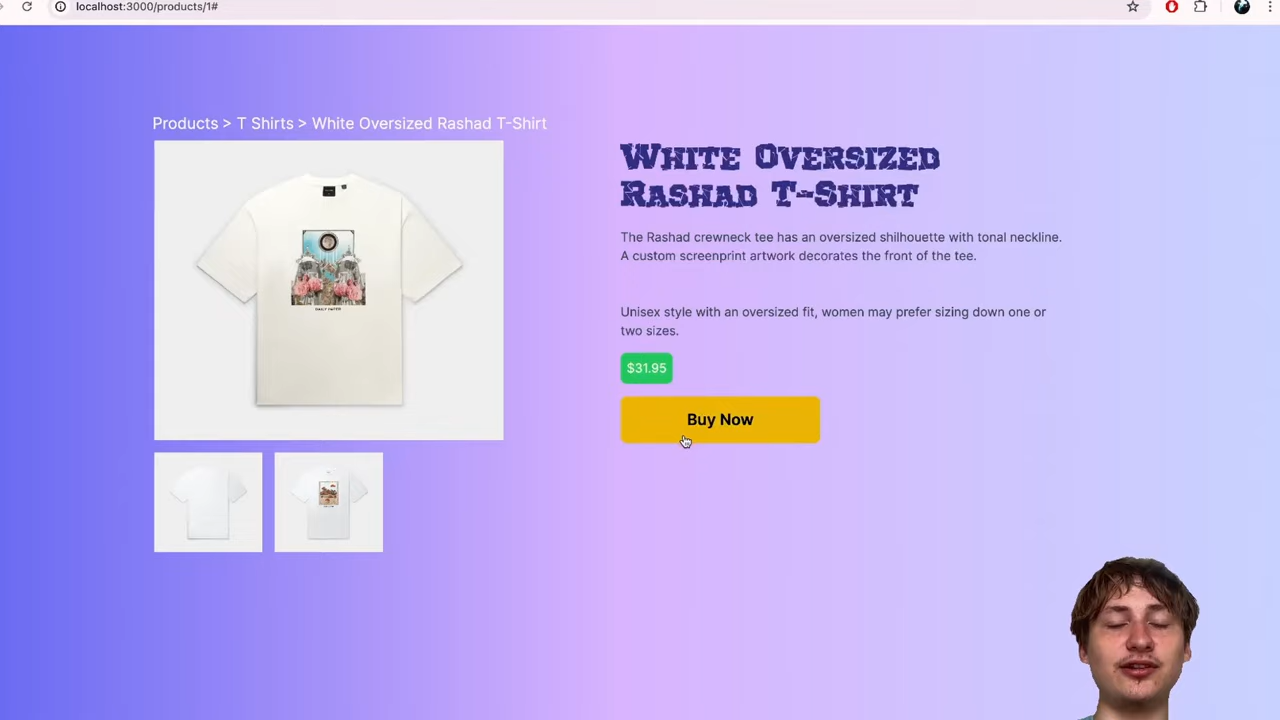 localhost:3000/products/1#
Products > T Shirts > White Oversized Rashad T-Shirt
White Oversized
Rashad T-Shirt
The Rashad crewneck tee has an oversized shilhouette with tonal neckline.
A custom screenprint artwork decorates the front of the tee.
Unisex style with an oversized fit, women may prefer sizing down one or
two sizes.
$31.95
Buy Now